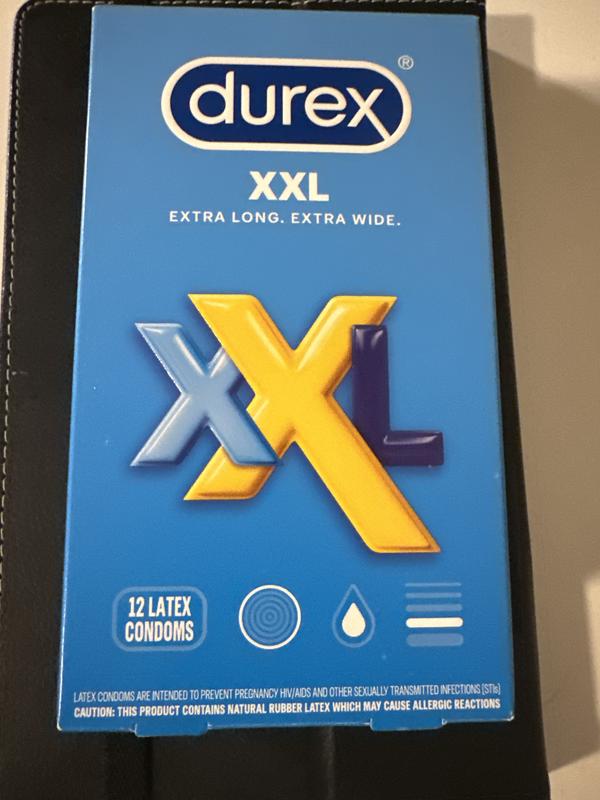 durex®
XXL
EXTRA LONG. EXTRA WIDE.
XXL
12 LATEX
CONDOMS
LATEX CONDOMS ARE INTENDED TO PREVENT PREGNANCY HIV/AIDS AND OTHER SEXUALLY TRANSMITTED INFECTIONS (STIs)
CAUTION: THIS PRODUCT CONTAINS NATURAL RUBBER LATEX WHICH MAY CAUSE ALLERGIC REACTIONS